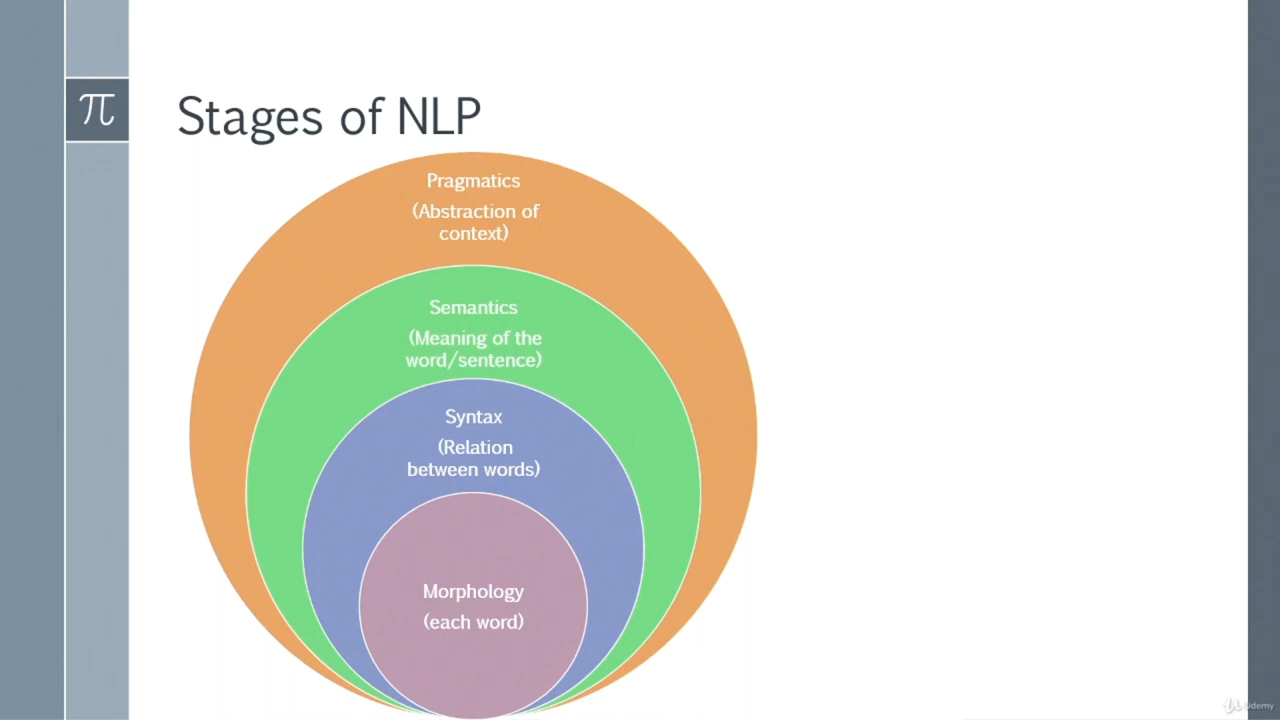 π
Stages of NLP
Pragmatics
(Abstraction of
context)
Semantics
(Meaning of the
word/sentence)
Syntax
(Relation
between words)
Morphology
(each word)
Udemy